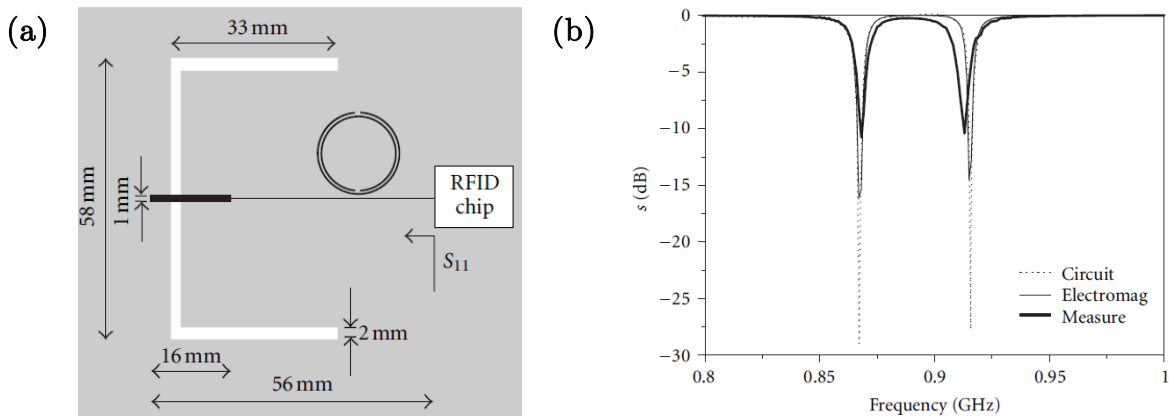 (a)
33 mm
58 mm
1 mm
RFID
chip
S11
2 mm
16 mm
56 mm
(b)
0
−5
−10
−15
−20
−25
−30
s (dB)
Circuit
Electromag
Measure
0.8
0.85
0.9
0.95
1
Frequency (GHz)